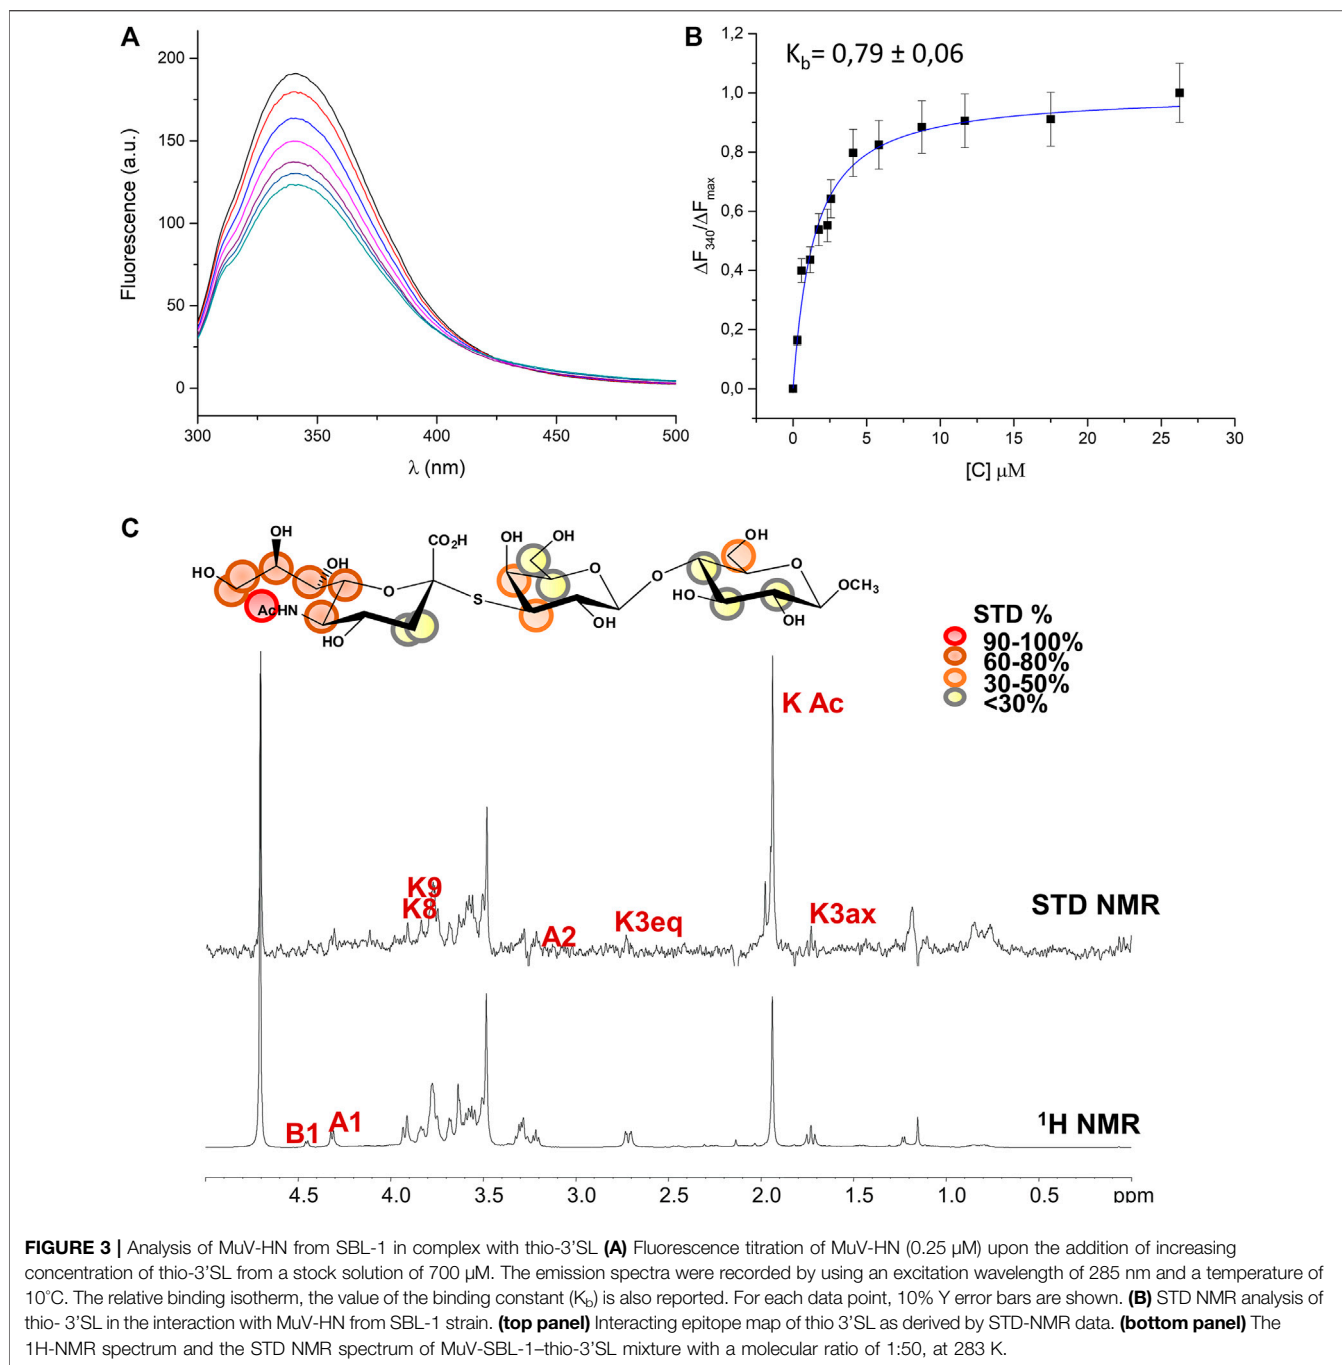 A
200
150
100
50
0
Fluorescence (a.u.)
300
350
400
450
500
λ (nm)
B
K_b= 0,79 ± 0,06
1,2
1,0
0,8
0,6
0,4
0,2
0,0
ΔF_340/ΔF_max
0
5
10
15
20
25
30
[C] μM
C
OH
HO
OH
CO₂H
AcHN
O
HO
S
OH
OH
O
OH
O
OH
O
HO
OH
OCH₃
STD %
90-100%
60-80%
30-50%
<30%
K Ac
K9
K8
A2
K3eq
K3ax
STD NMR
B1
A1
¹H NMR
4.5
4.0
3.5
3.0
2.5
2.0
1.5
1.0
0.5
ppm
FIGURE 3 | Analysis of MuV-HN from SBL-1 in complex with thio-3'SL (A) Fluorescence titration of MuV-HN (0.25 μM) upon the addition of increasing
concentration of thio-3'SL from a stock solution of 700 μM. The emission spectra were recorded by using an excitation wavelength of 285 nm and a temperature of
10°C. The relative binding isotherm, the value of the binding constant (K_b) is also reported. For each data point, 10% Y error bars are shown. (B) STD NMR analysis of
thio- 3'SL in the interaction with MuV-HN from SBL-1 strain. (top panel) Interacting epitope map of thio 3'SL as derived by STD-NMR data. (bottom panel) The
1H-NMR spectrum and the STD NMR spectrum of MuV-SBL-1–thio-3'SL mixture with a molecular ratio of 1:50, at 283 K.